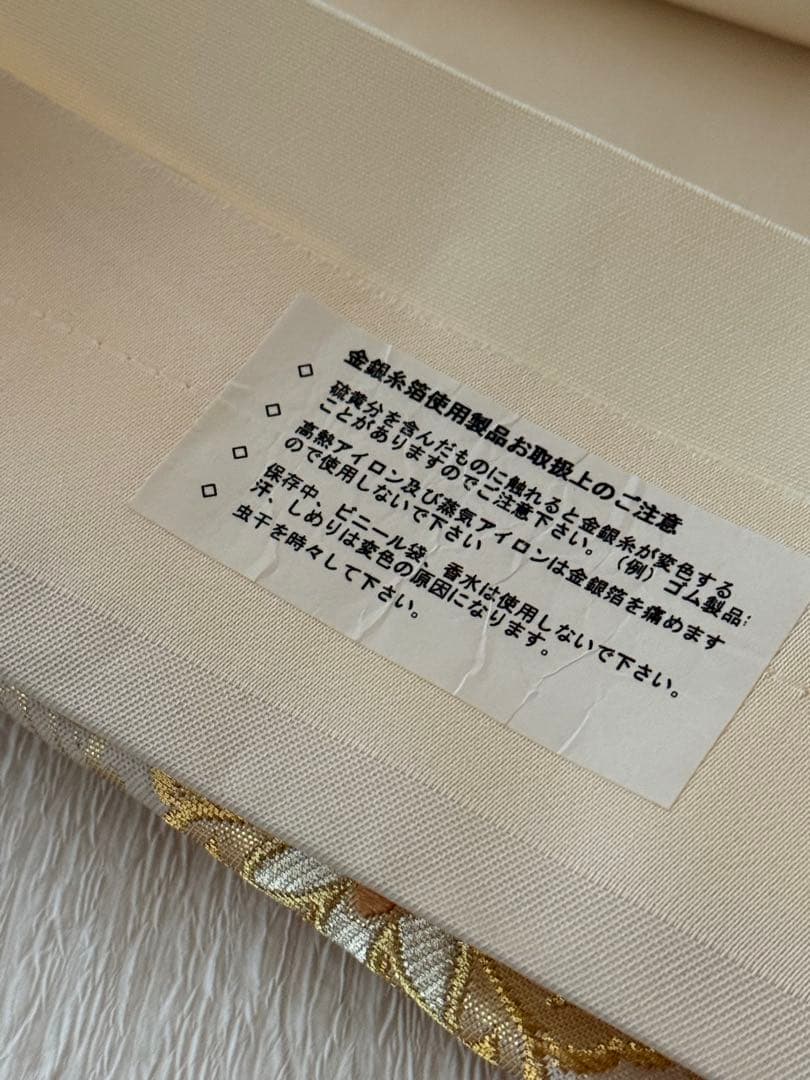 金銀糸箔使用製品お取扱上のご注意
□ 硫黄分を含んだものに触れると金銀糸が変色する
ことがありますのでご注意下さい。(例)ゴム製品:
□ 高熱アイロン及び蒸気アイロンは金銀箔を痛めます
ので使用しないで下さい
□ 保存中、ビニール袋、香水は使用しないで下さい。
汗、しめりは変色の原因になります。
□ 虫干を時々して下さい。